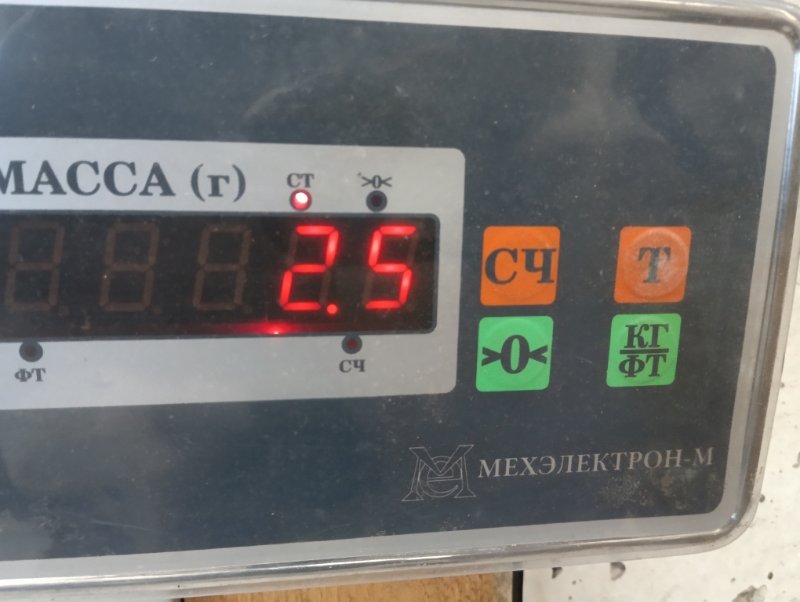 МАССА (г)
СТ >0<
2.5
СЧ Т
>0< КГ
ФТ
ФТ СЧ
МЕХЭЛЕКТРОН-М